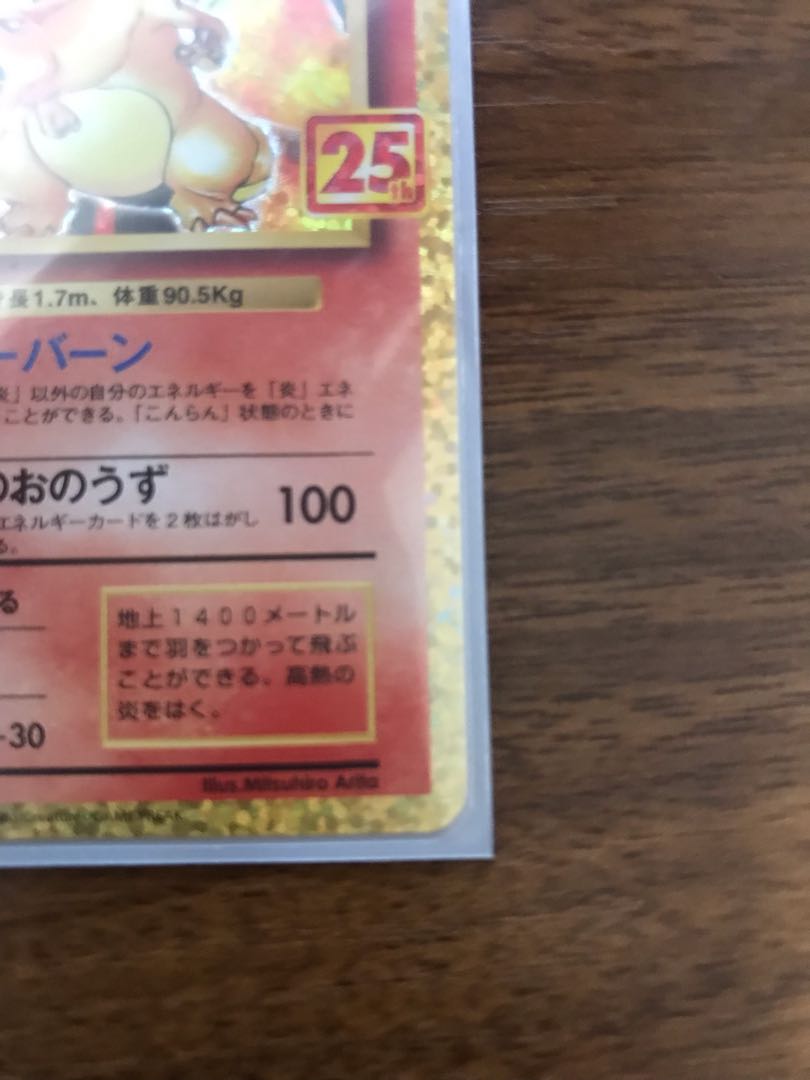 25th
長1.7m、体重90.5Kg
ーバーン
炎」以外の自分のエネルギーを「炎」エネ
ことができる。「こんらん」状態のときに
のおのうず
100
エネルギーカードを2枚はがし
る。
る
地上1400メートル
まで羽をつかって飛ぶ
ことができる。高熱の
炎をはく。
-30
Illus.Mitsuhiro Arita